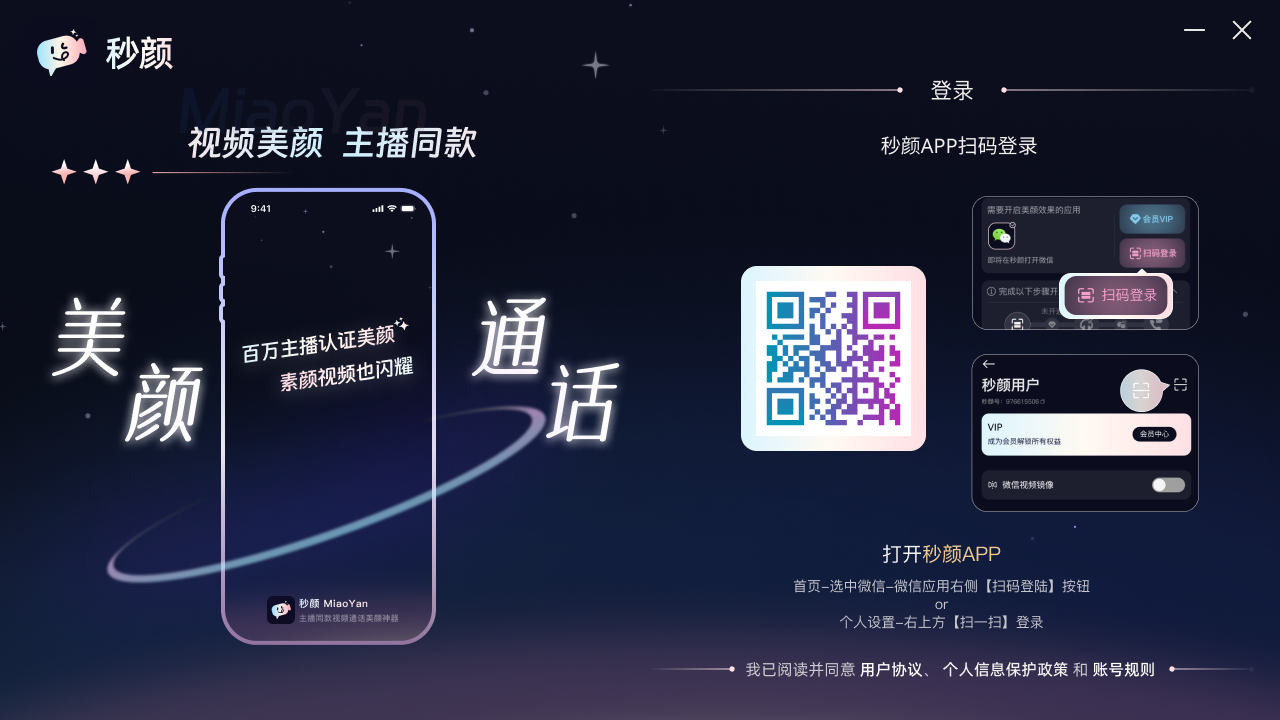 秒颜
MiaoYan
视频美颜 主播同款
9:41
百万主播认证美颜
素颜视频也闪耀
美颜
通话
秒颜 MiaoYan
主播同款视频通话美颜神器
登录
秒颜APP扫码登录
需要开启美颜效果的应用
会员VIP
扫码登录
即将在秒颜打开微信
完成以下步骤开
扫码登录
未开
秒颜用户
秒颜号: 976615506
VIP
成为会员解锁所有权益
会员中心
微信视频镜像
打开秒颜APP
首页-选中微信-微信应用右侧【扫码登陆】按钮
or
个人设置-右上方【扫一扫】登录
我已阅读并同意 用户协议、 个人信息保护政策 和 账号规则